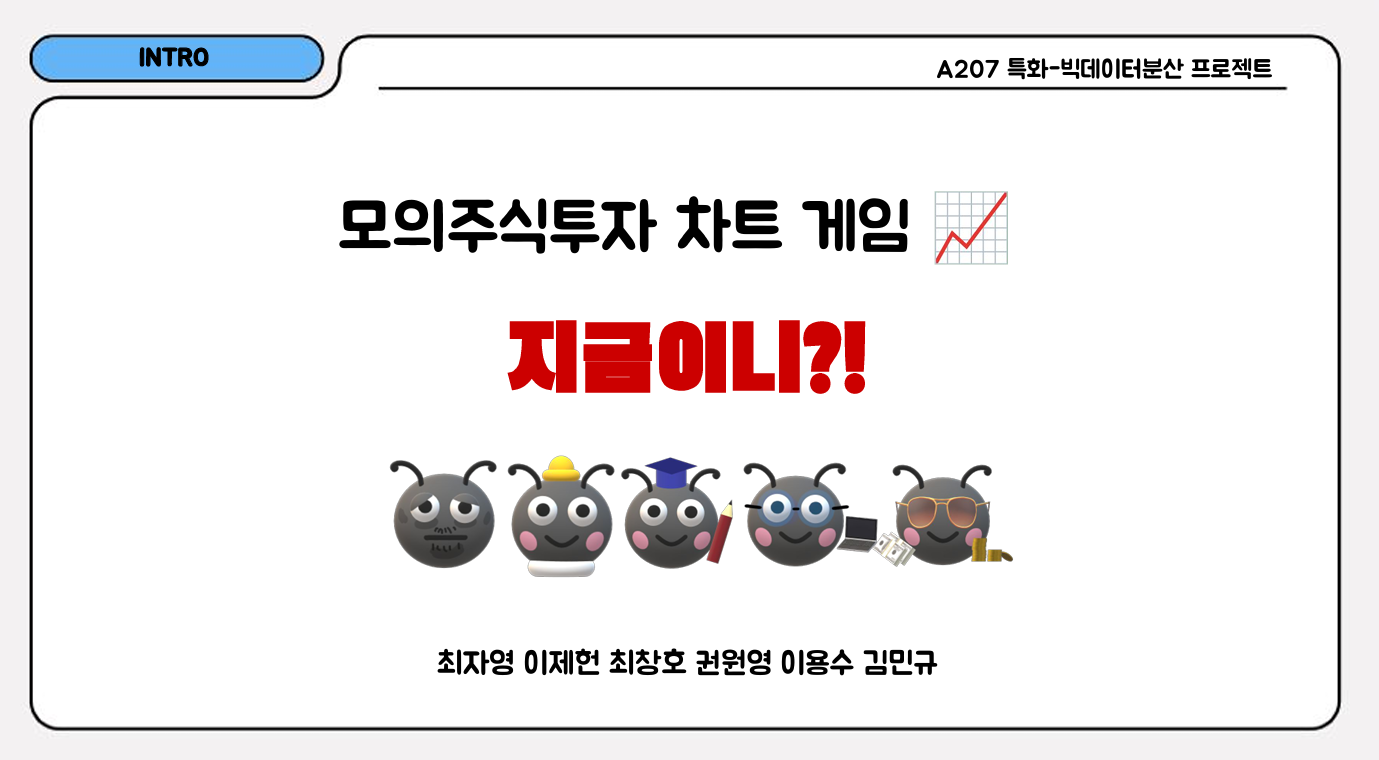 INTRO
A207 특화-빅데이터분산 프로젝트
모의주식투자 차트 게임
지금이니?!
최자영 이제헌 최창호 권원영 이용수 김민규